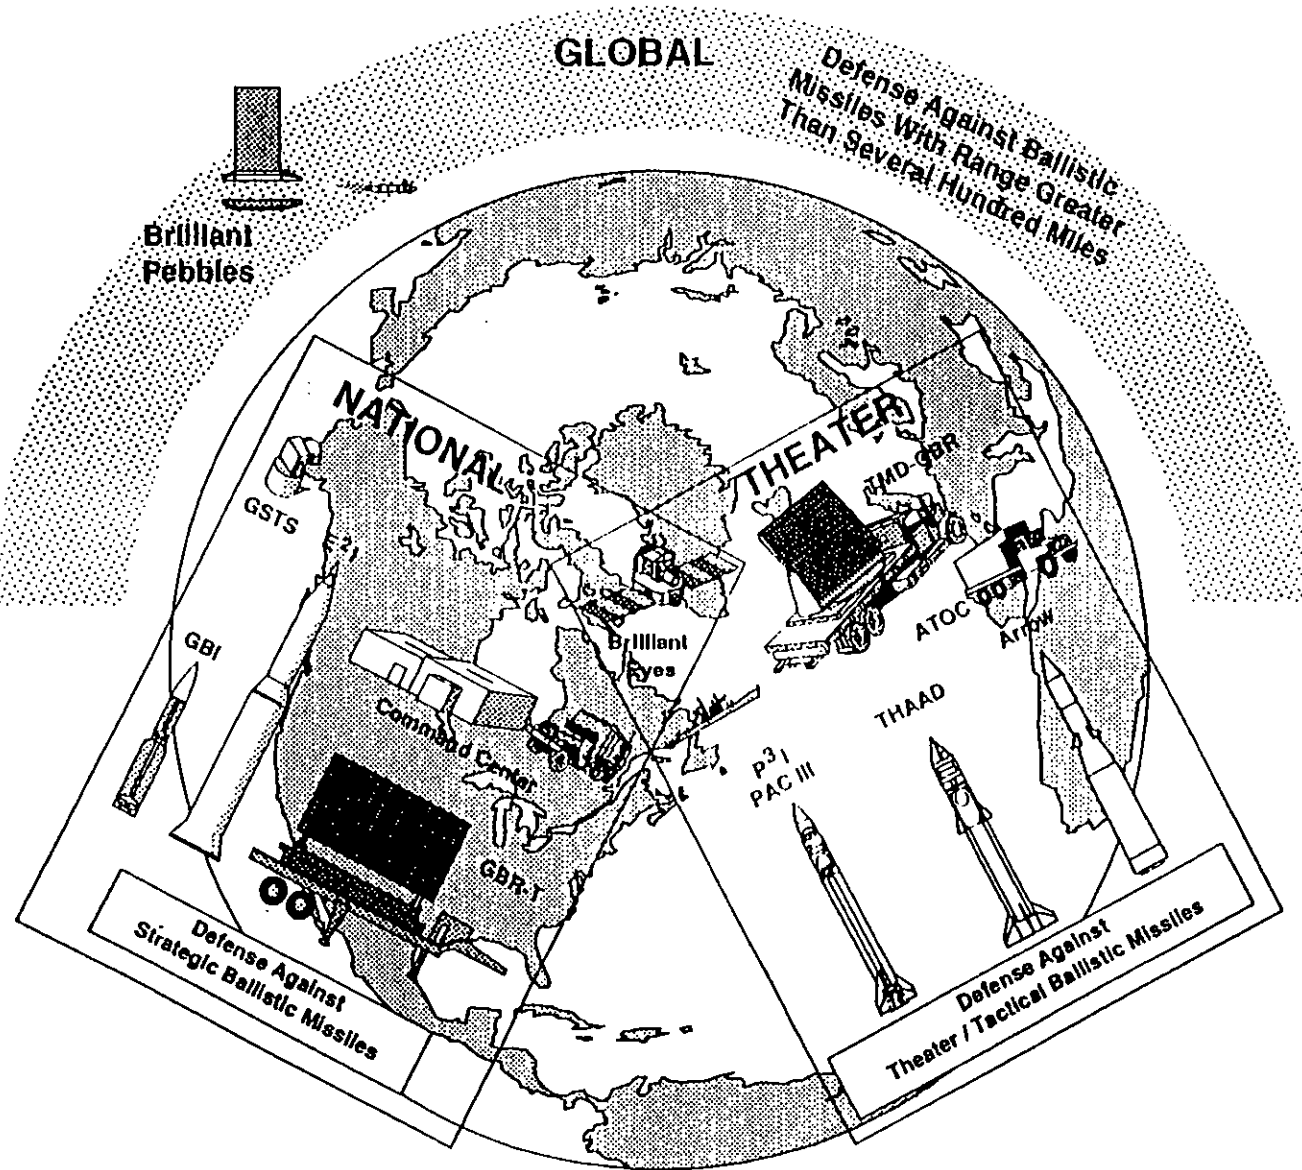 GLOBAL
Defense Against Ballistic
Missiles With Range Greater
Than Several Hundred Miles
Brilliant
Pebbles
NATIONAL
THEATER
GSTS
TMD-GBR
GBI
Brilliant
Eyes
ATOC
Arrow
Command Center
THAAD
P³I
PAC III
GBR-T
Defense Against
Strategic Ballistic Missiles
Defense Against
Theater / Tactical Ballistic Missiles